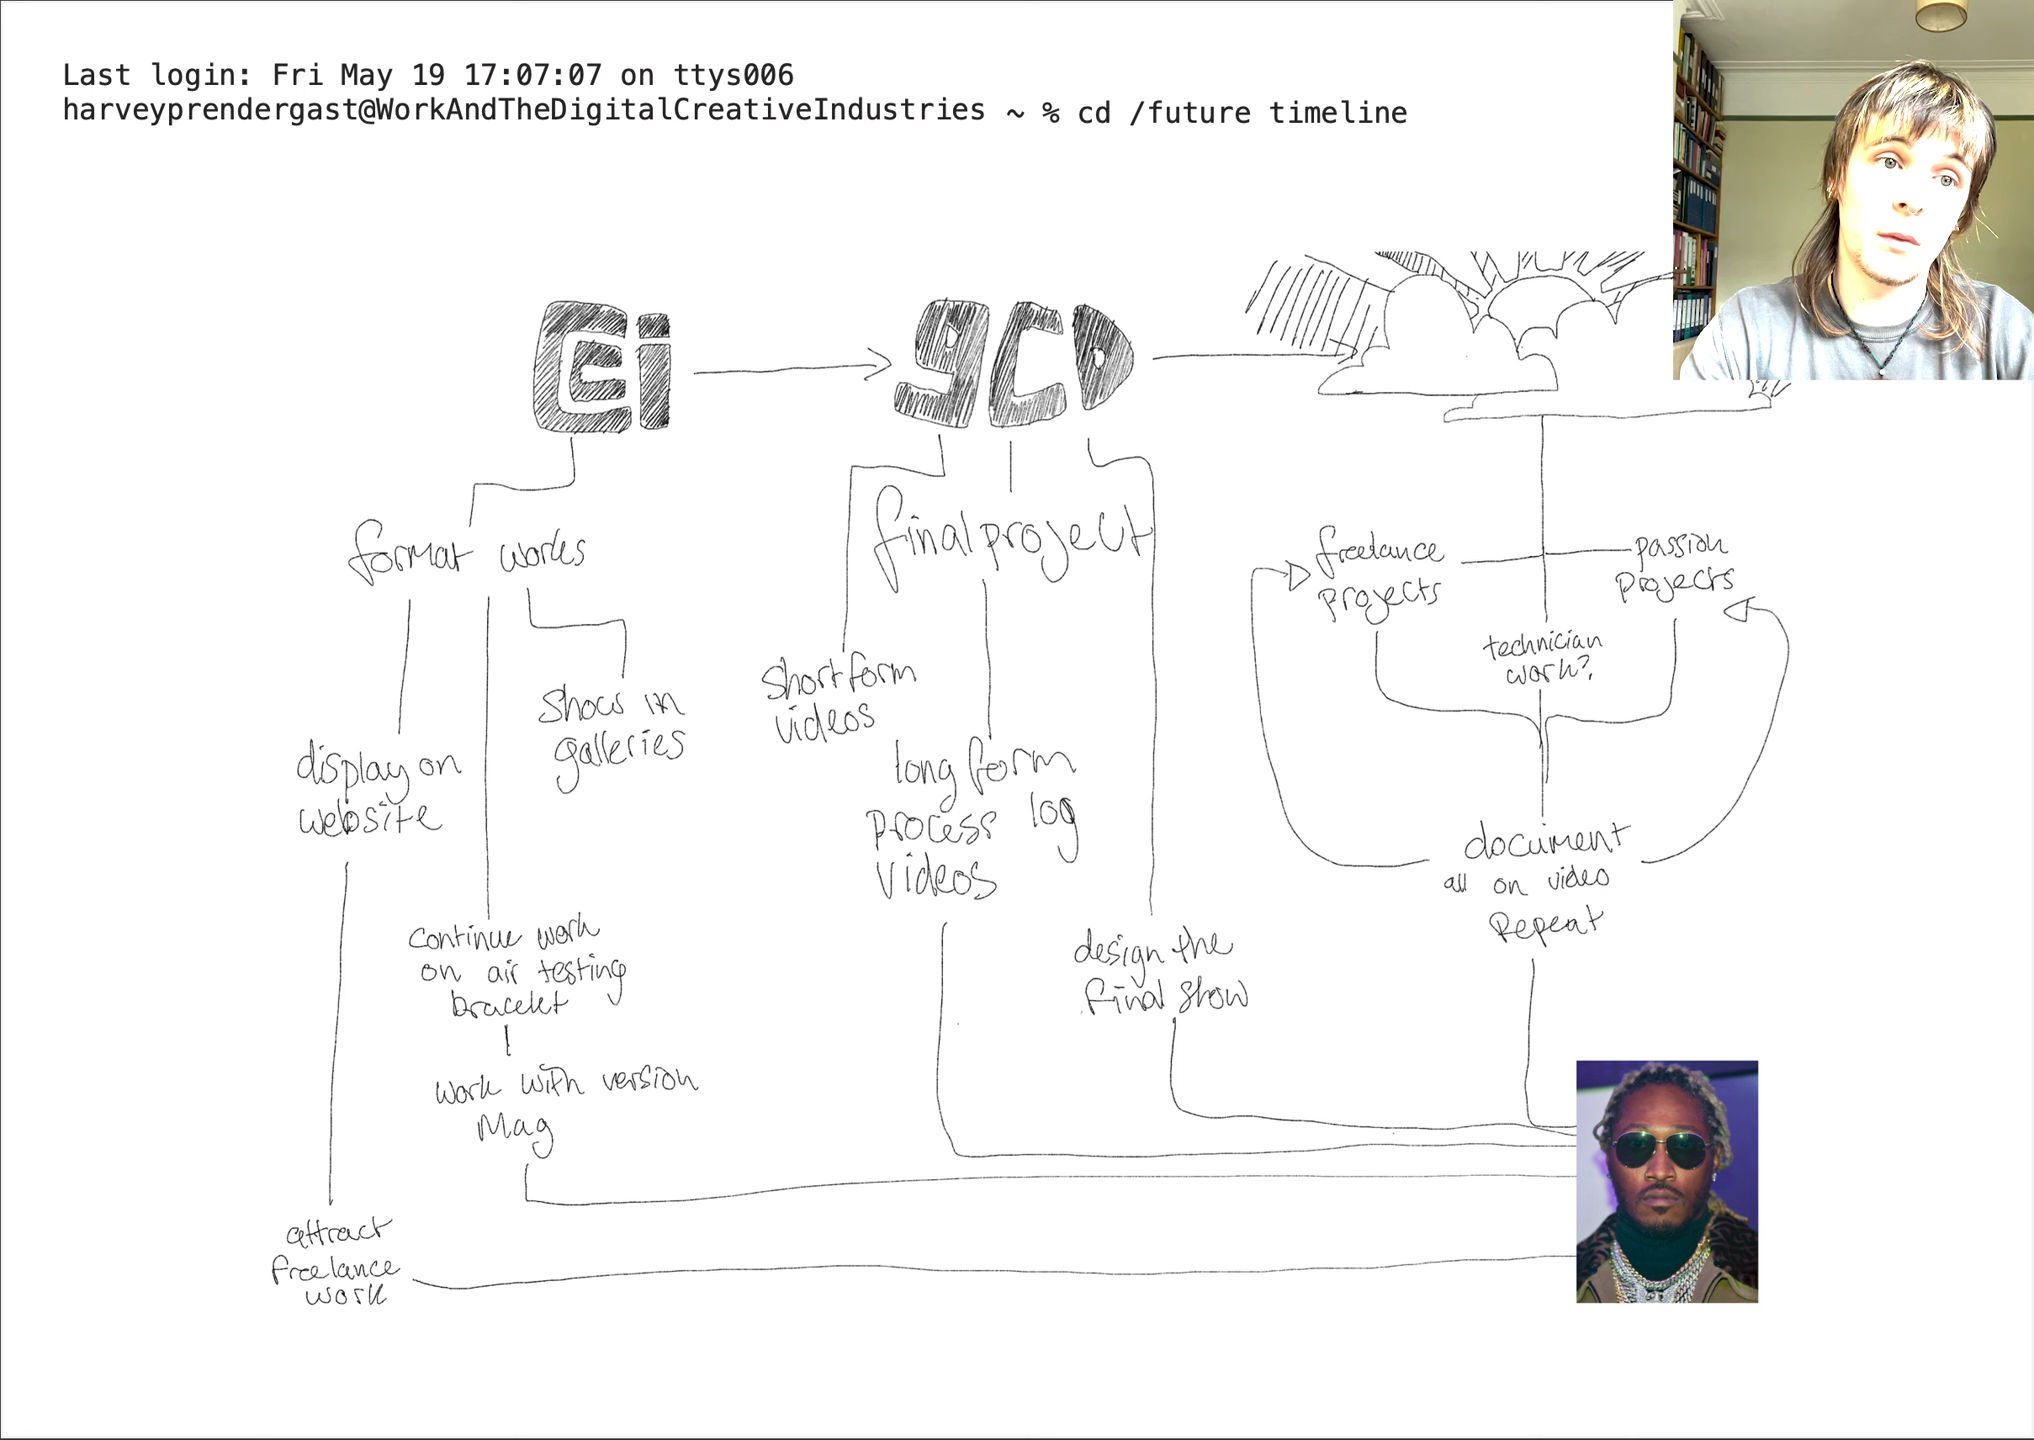 Last login: Fri May 19 17:07:07 on ttys006
harveyprendergast@WorkAndTheDigitalCreativeIndustries ~ % cd /future timeline
Ei
gCD
format works
display on
website
attract
freelance
work
continue work
on air testing
bracelet
work with version
Mag
Shows in
galleries
final project
short form
videos
long form
process log
videos
design the
final show
freelance
projects
passion
projects
technician
work?
document
all on video
Repeat